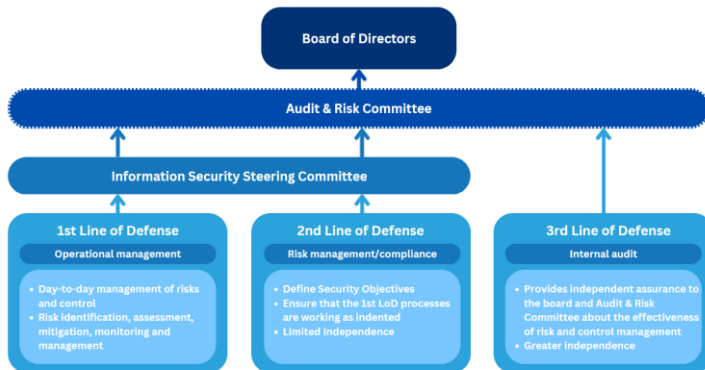 Board of Directors
Audit & Risk Committee
Information Security Steering Committee
1st Line of Defense
Operational management
• Day-to-day management of risks
and control
• Risk identification, assessment,
mitigation, monitoring and
management
2nd Line of Defense
Risk management/compliance
• Define Security Objectives
• Ensure that the 1st LoD processes
are working as indented
• Limited Independence
3rd Line of Defense
Internal audit
• Provides independent assurance to
the board and Audit & Risk
Committee about the effectiveness
of risk and control management
• Greater independence